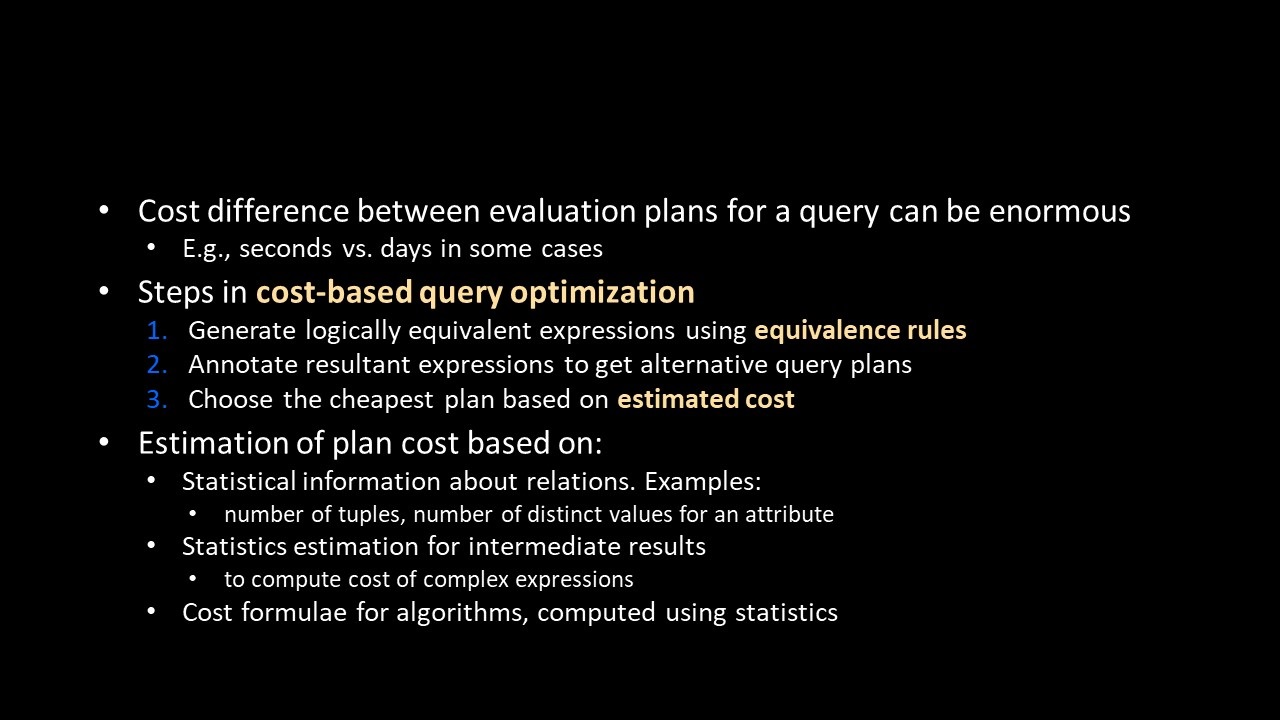 • Cost difference between evaluation plans for a query can be enormous
• E.g., seconds vs. days in some cases
• Steps in cost-based query optimization
1. Generate logically equivalent expressions using equivalence rules
2. Annotate resultant expressions to get alternative query plans
3. Choose the cheapest plan based on estimated cost
• Estimation of plan cost based on:
• Statistical information about relations. Examples:
• number of tuples, number of distinct values for an attribute
• Statistics estimation for intermediate results
• to compute cost of complex expressions
• Cost formulae for algorithms, computed using statistics